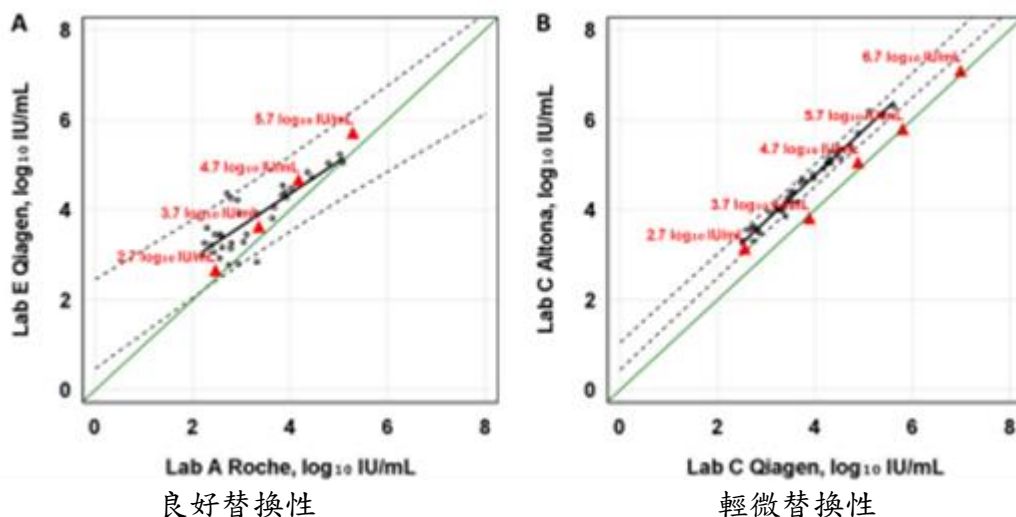 A
B
Lab E Qiagen, log₁₀ IU/mL
8
6
4
2
0
5.7 log₁₀ IU/mL
4.7 log₁₀ IU/mL
3.7 log₁₀ IU/mL
2.7 log₁₀ IU/mL
0 2 4 6 8
Lab A Roche, log₁₀ IU/mL
Lab C Altona, log₁₀ IU/mL
8
6
4
2
0
6.7 log₁₀ IU/mL
5.7 log₁₀ IU/mL
4.7 log₁₀ IU/mL
3.7 log₁₀ IU/mL
2.7 log₁₀ IU/mL
0 2 4 6 8
Lab C Qiagen, log₁₀ IU/mL
良好替換性
輕微替換性